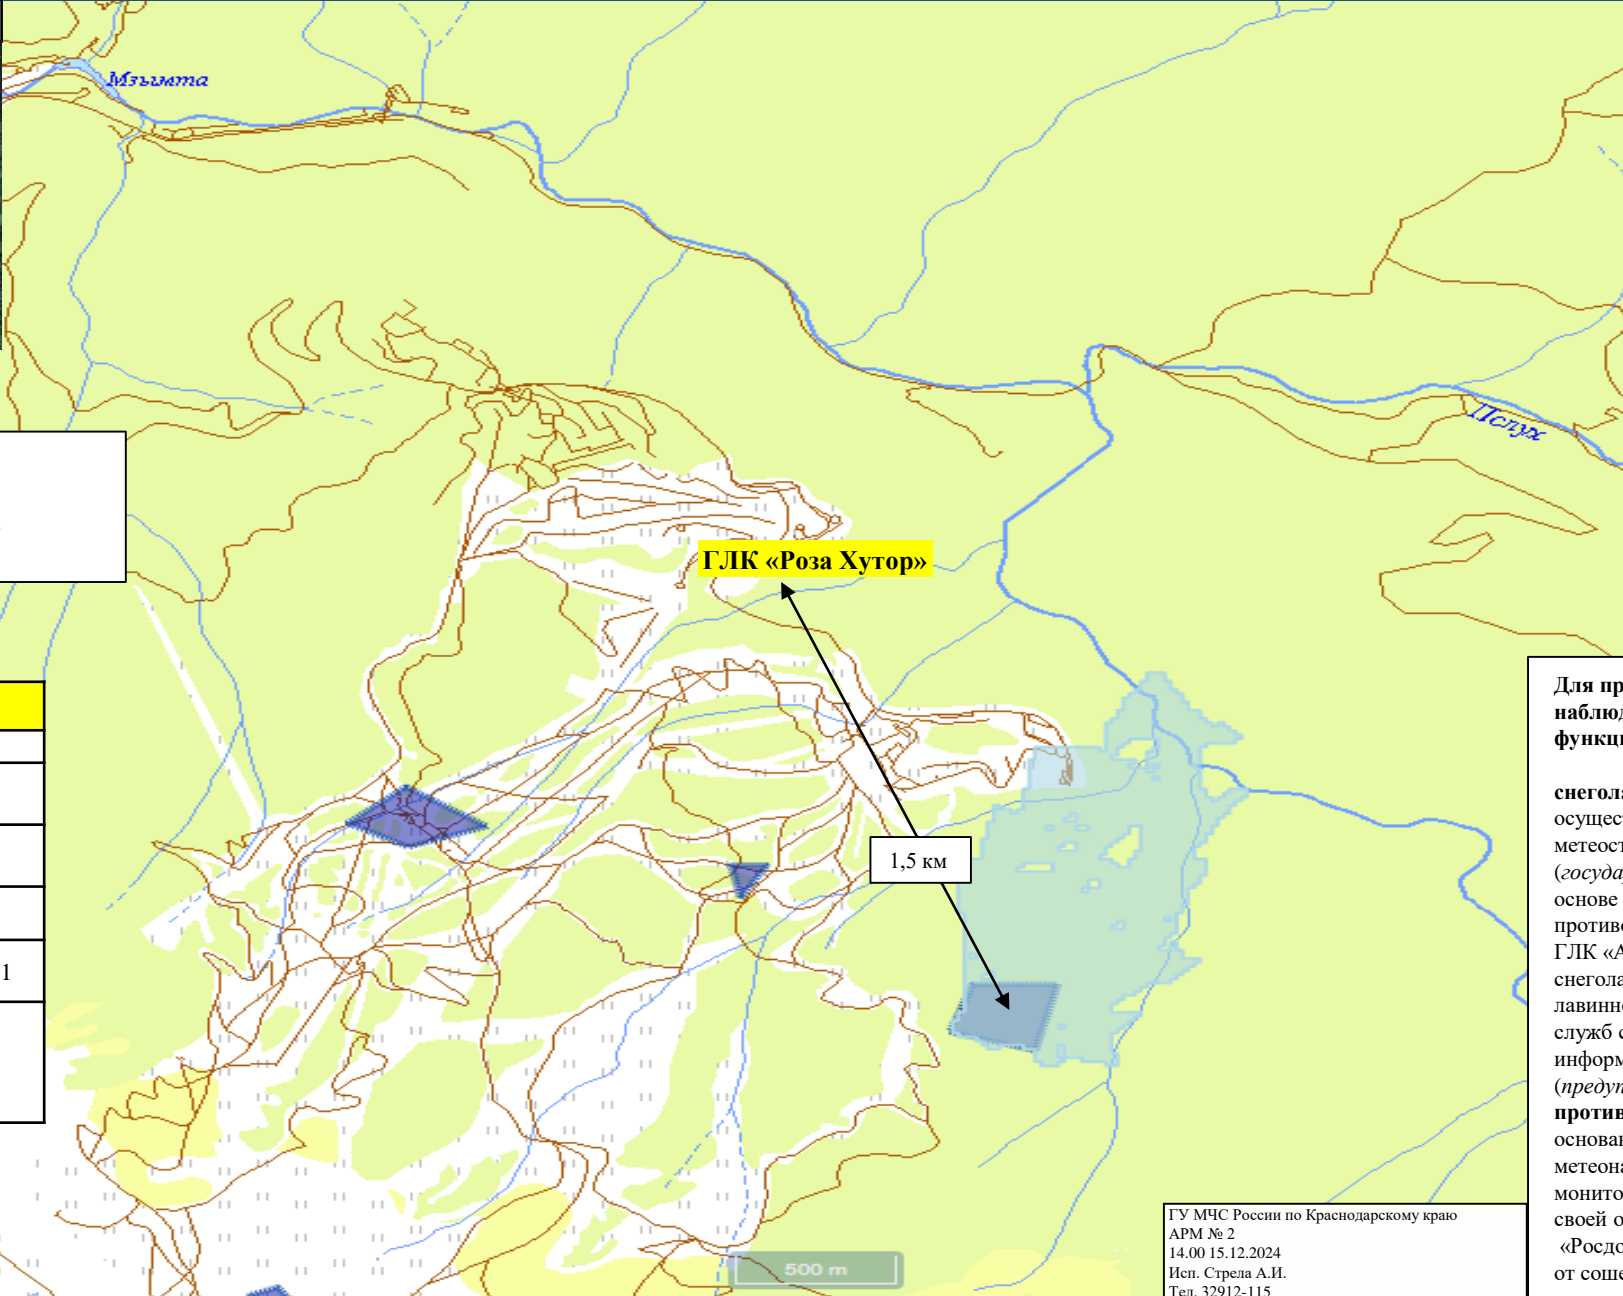 Мзымта
Пслух
ГЛК «Роза Хутор»
1,5 км
1
500 m
Для пр
наблюд
функци
снегола
осущест
метеост
(госуда
основе
противо
ГЛК «А
снегола
лавинно
служб с
информ
(предуп
против
основан
метеона
монито
своей о
«Росдо
от соше
ГУ МЧС России по Краснодарскому краю
АРМ № 2
14.00 15.12.2024
Исп. Стрела А.И.
Тел. 32912-115